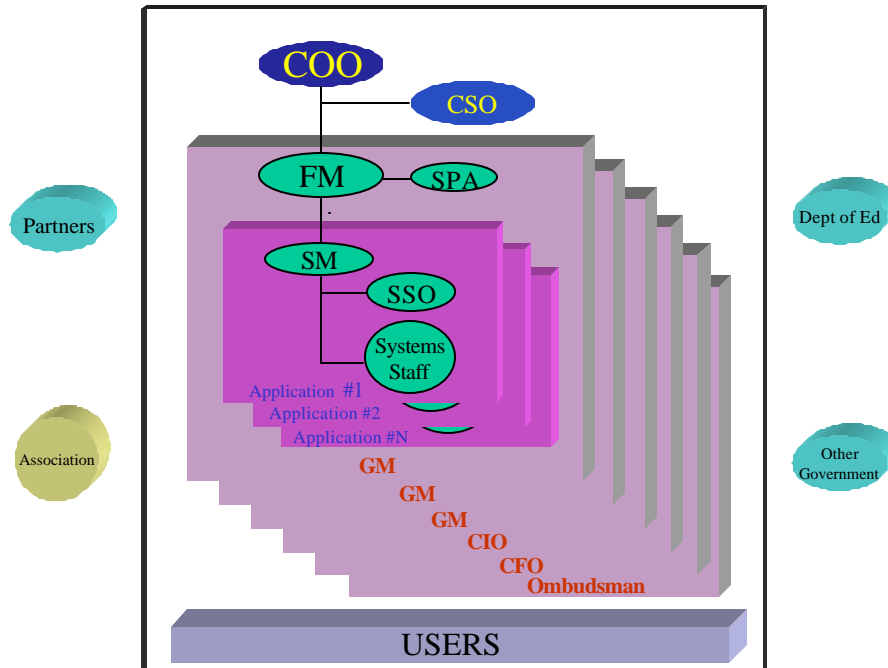 COO
CSO
FM
SPA
Partners
Dept of Ed
SM
SSO
Systems
Staff
Application #1
Application #2
Application #N
Association
Other
Government
GM
GM
GM
CIO
CFO
Ombudsman
USERS